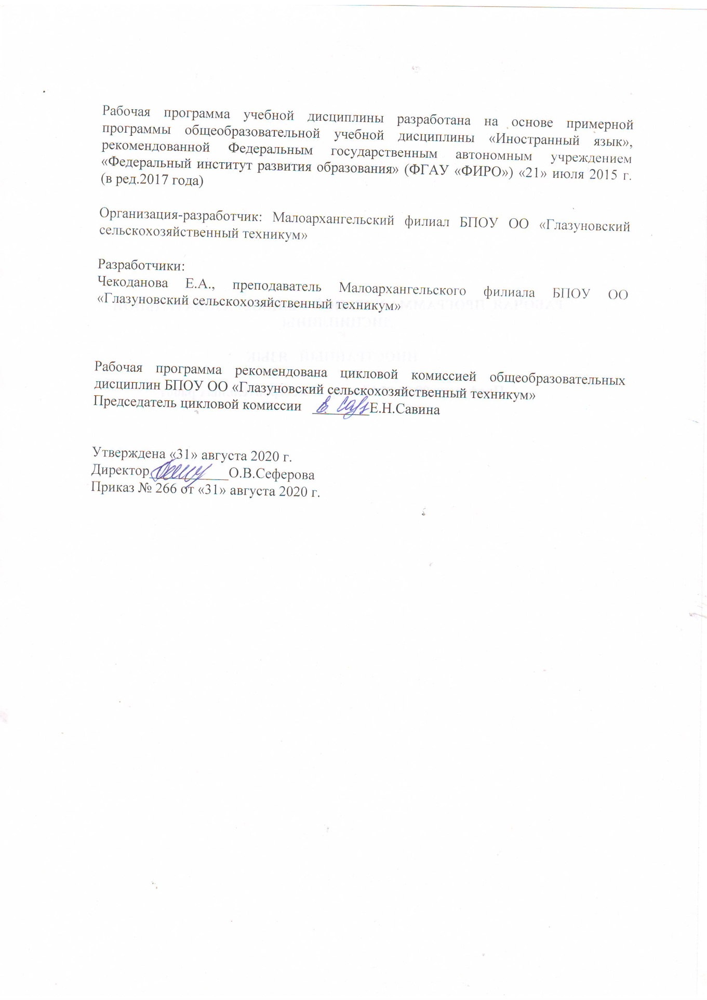 Рабочая программа учебной дисциплины разработана на основе примерной
программы общеобразовательной учебной дисциплины «Иностранный язык»,
рекомендованной Федеральным государственным автономным учреждением
«Федеральный институт развития образования» (ФГАУ «ФИРО») «21» июля 2015 г.
(в ред.2017 года)
Организация-разработчик: Малоархангельский филиал БПОУ ОО «Глазуновский
сельскохозяйственный техникум»
Разработчики:
Чекоданова Е.А., преподаватель Малоархангельского филиала БПОУ ОО
«Глазуновский сельскохозяйственный техникум»
Рабочая программа рекомендована цикловой комиссией общеобразовательных
дисциплин БПОУ ОО «Глазуновский сельскохозяйственный техникум»
Председатель цикловой комиссии ________Е.Н.Савина
Утверждена «31» августа 2020 г.
Директор___________О.В.Сеферова
Приказ № 266 от «31» августа 2020 г.